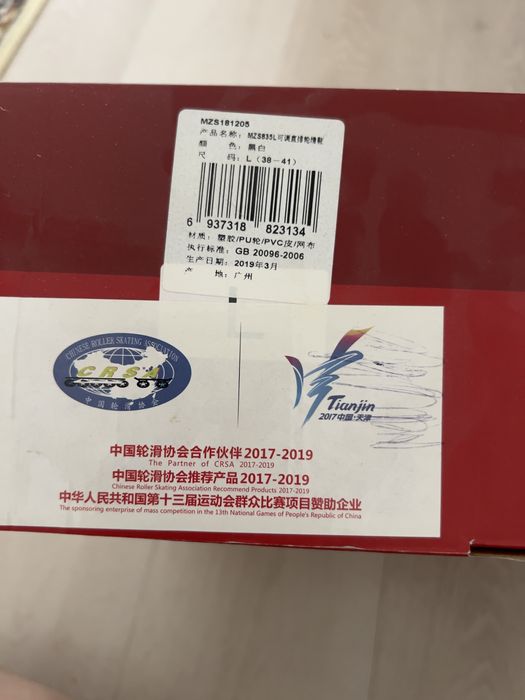 MZS181205
产品名称: MZS835L可调直排轮滑鞋
颜 色: 黑白
尺 码: L (38-41)
6 937318 823134
材质: 塑胶/PU轮/PVC皮/网布
执行标准: GB 20096-2006
生产日期: 2019年3月
产 地: 广州
CHINESE ROLLER SKATING ASSOCIATION
CRSA
中国轮滑协会
津
Tianjin
2017中国·天津
中国轮滑协会合作伙伴2017-2019
The Partner of CRSA 2017-2019
中国轮滑协会推荐产品2017-2019
Chinese Roller Skating Association Recommend Products 2017-2019
中华人民共和国第十三届运动会群众比赛项目赞助企业
The sponsoring enterprise of mass competition in the 13th National Games of People's Republic of China